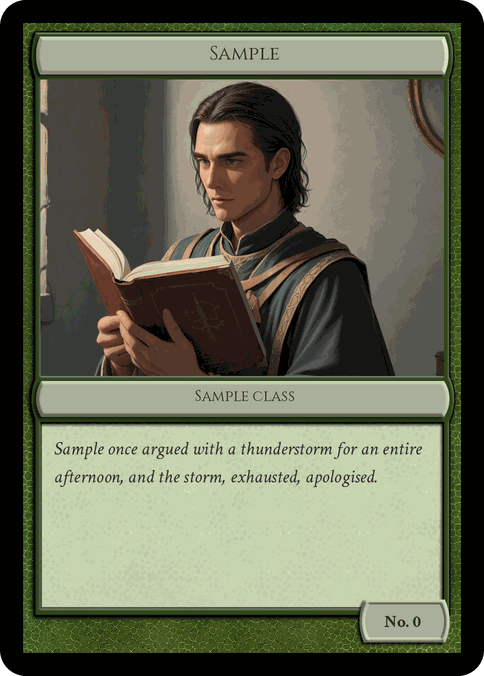 Sample
Sample Class
Sample once argued with a thunderstorm for an entire
afternoon, and the storm, exhausted, apologised.
No. 0